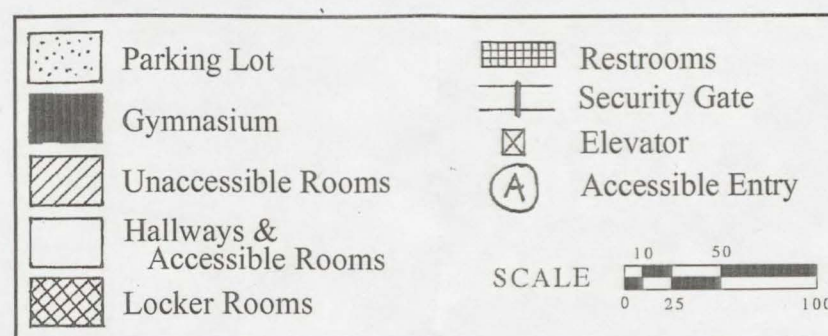 Parking Lot
Gymnasium
Unaccessible Rooms
Hallways &
Accessible Rooms
Locker Rooms
Restrooms
Security Gate
Elevator
A Accessible Entry
10 50
SCALE
0 25 100